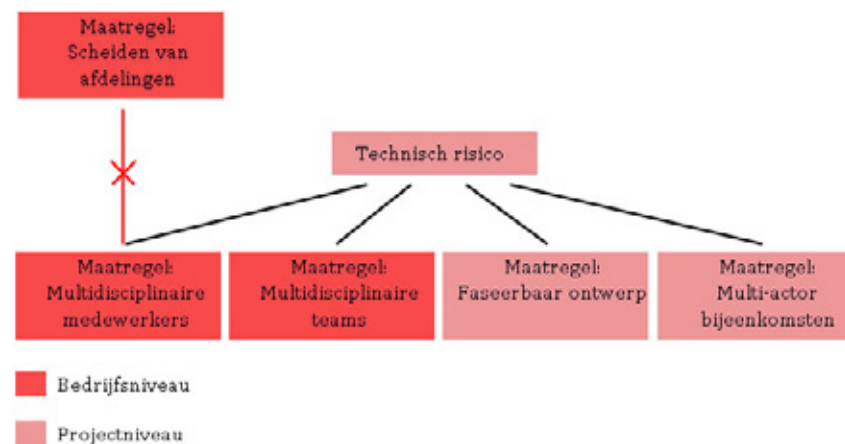 Maatregel:
Scheiden van
afdelingen
Technisch risico
Maatregel:
Multidisciplinaire
medewerkers
Maatregel:
Multidisciplinaire
teams
Maatregel:
Faseerbaar ontwerp
Maatregel:
Multi-actor
bijeenkomsten
Bedrijfsniveau
Projectniveau